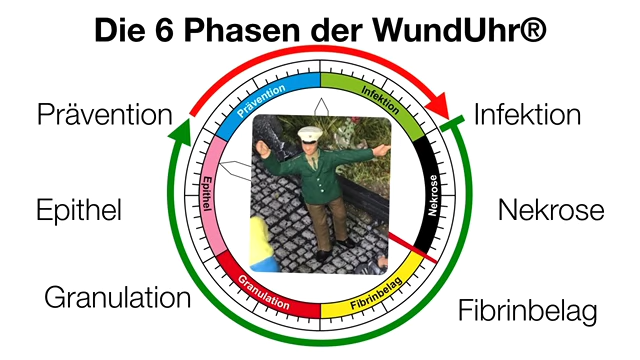 Die 6 Phasen der WundUhr®
Prävention
Infektion
Epithel
Nekrose
Granulation
Fibrinbelag
Prävention
Infektion
Epithel
Nekrose
Granulation
Fibrinbelag